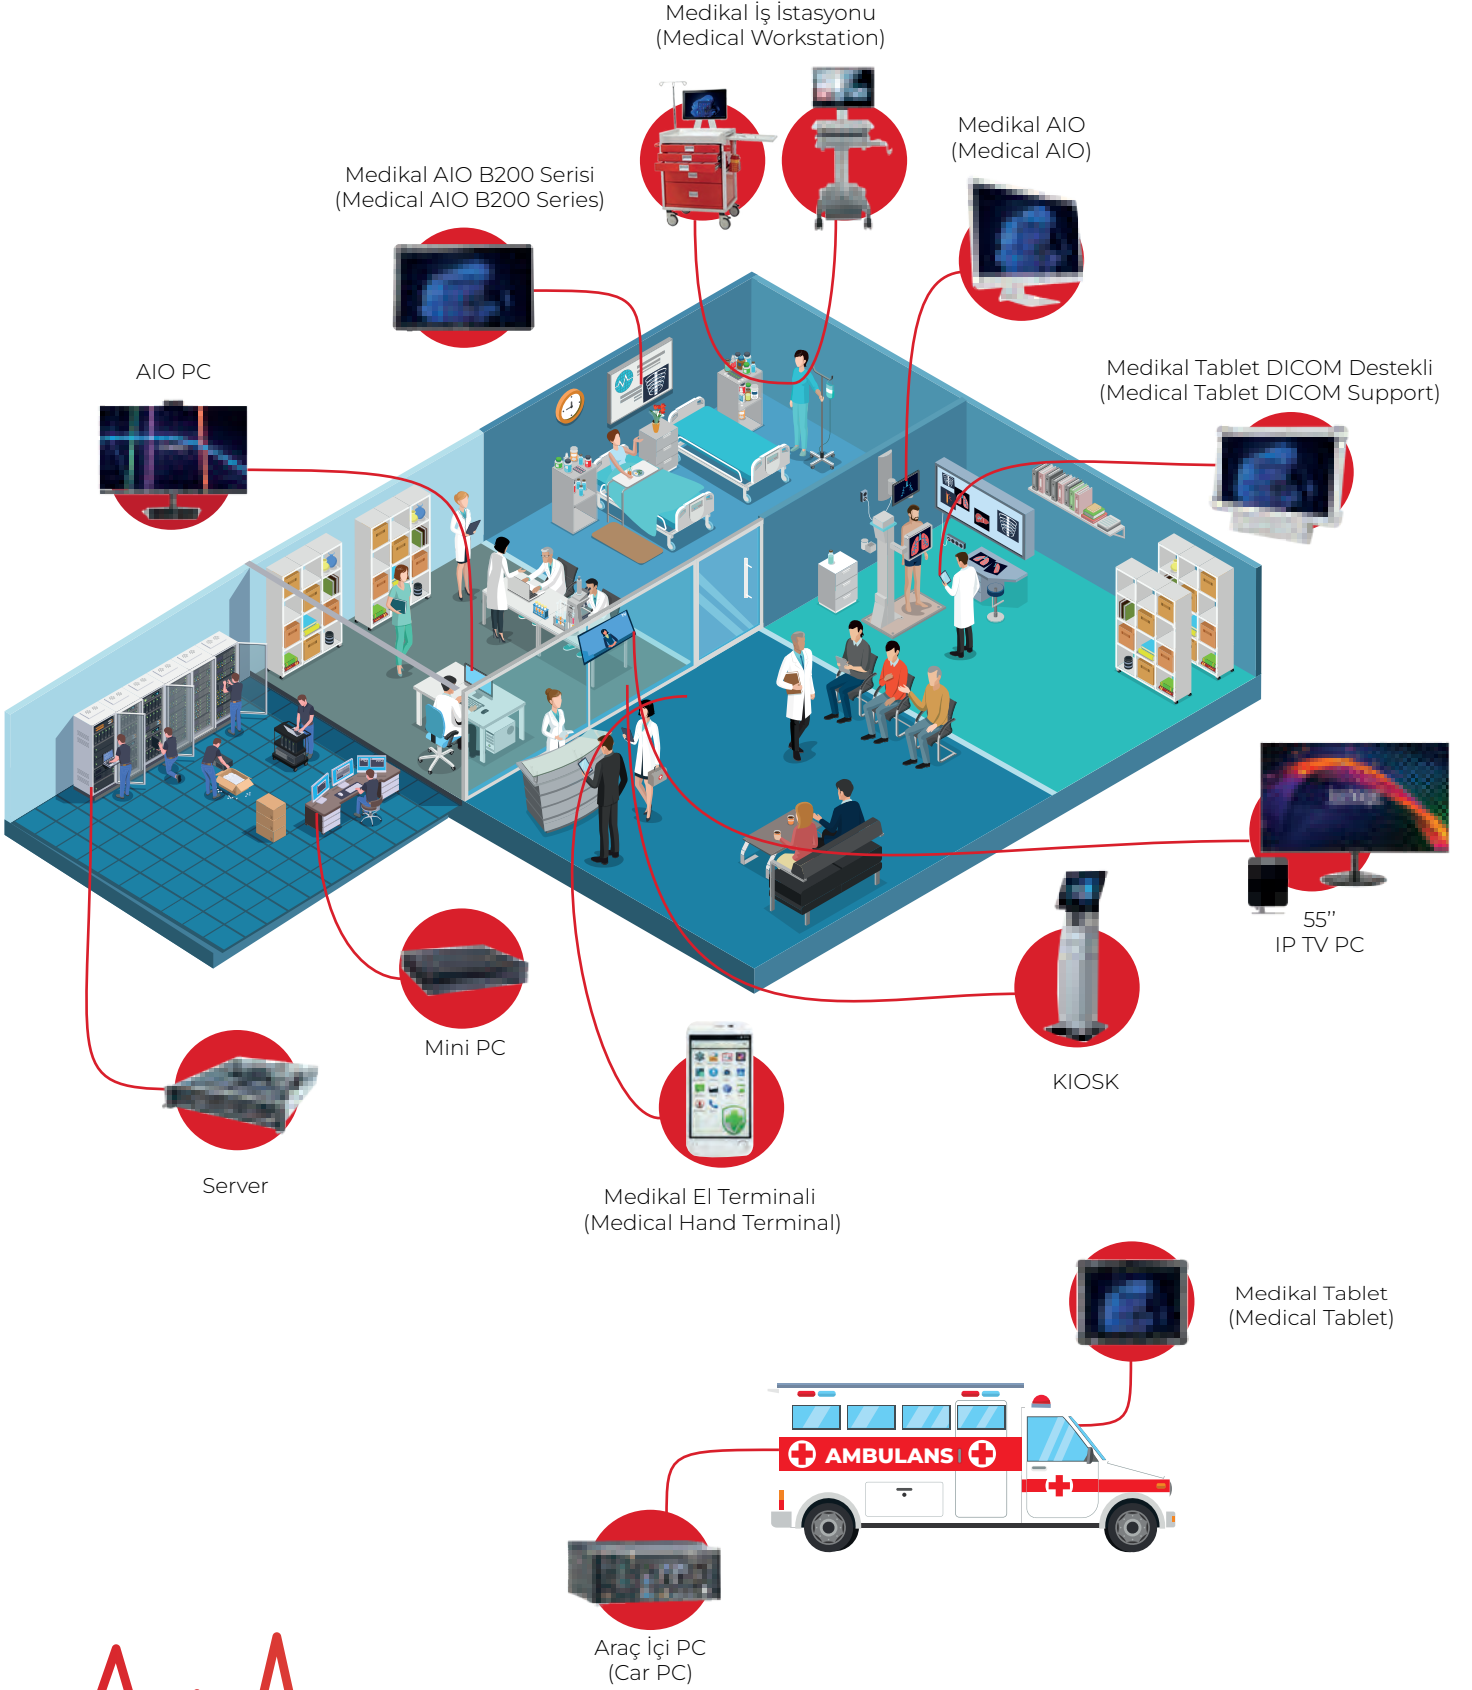 Medikal İş İstasyonu
(Medical Workstation)
Medikal AIO
(Medical AIO)
Medikal AIO B200 Serisi
(Medical AIO B200 Series)
AIO PC
Medikal Tablet DICOM Destekli
(Medical Tablet DICOM Support)
55’’
IP TV PC
Mini PC
KIOSK
Server
Medikal El Terminali
(Medical Hand Terminal)
Medikal Tablet
(Medical Tablet)
AMBULANS
Araç İçi PC
(Car PC)